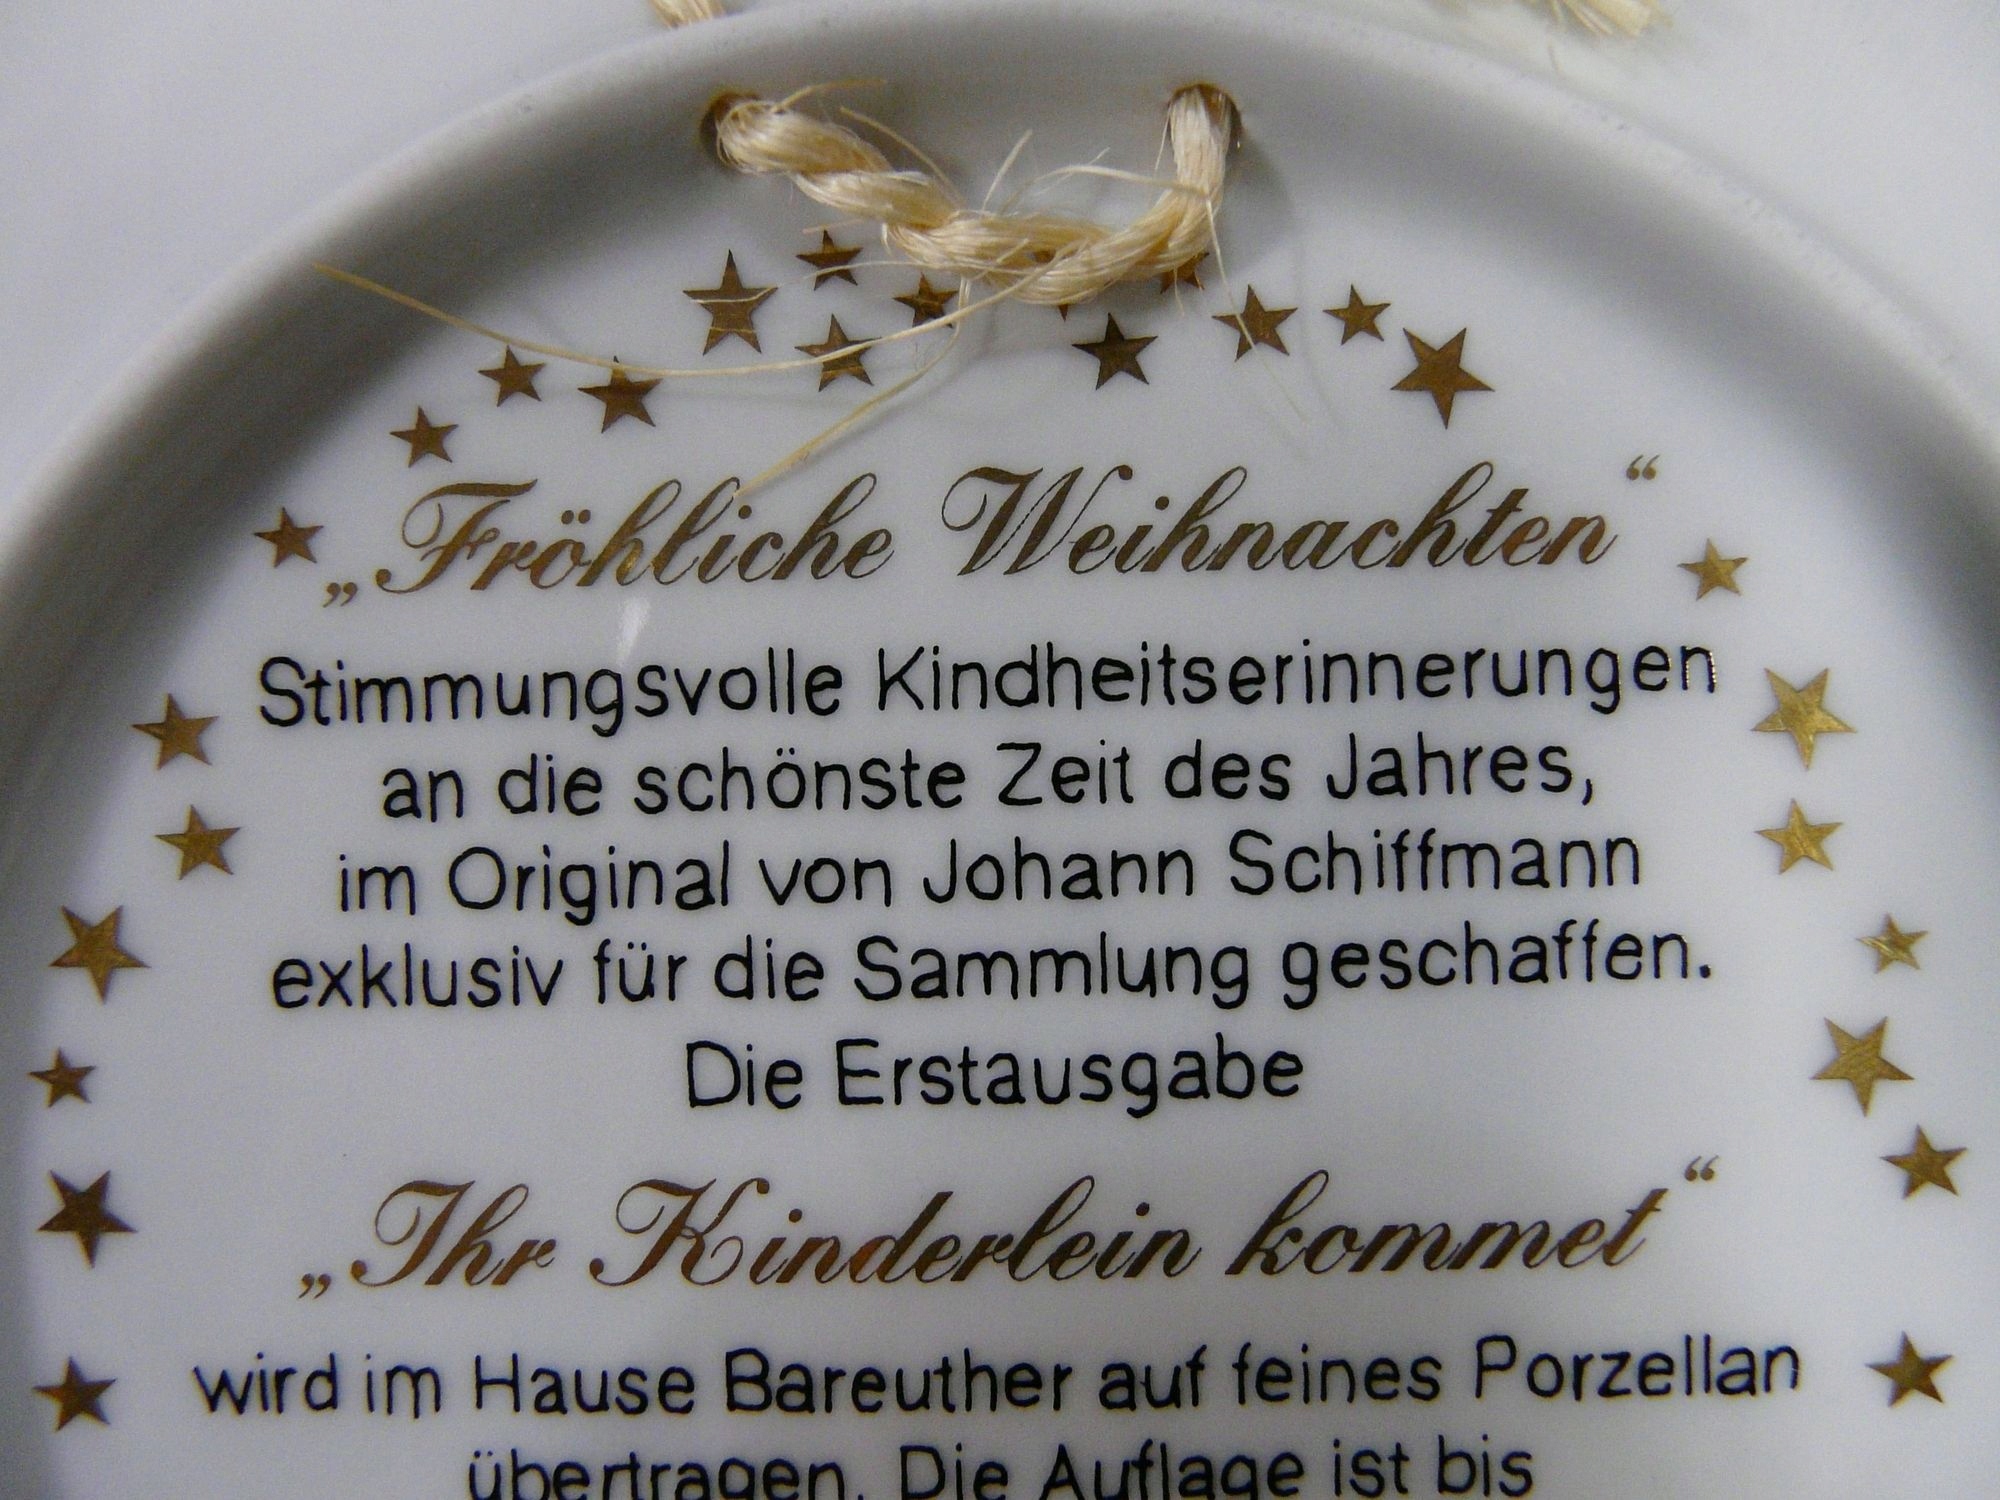 „Fröhliche Weihnachten“
Stimmungsvolle Kindheitserinnerungen
an die schönste Zeit des Jahres,
im Original von Johann Schiffmann
exklusiv für die Sammlung geschaffen.
Die Erstausgabe
„Ihr Kinderlein kommet“
wird im Hause Bareuther auf feines Porzellan
übertragen. Die Auflage ist bis